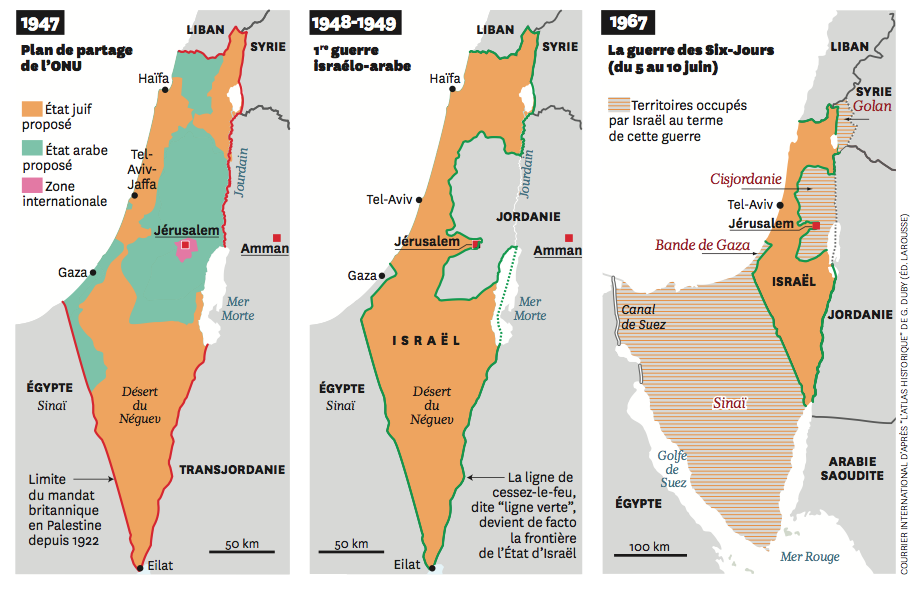 1947
Plan de partage
de l'ONU
État juif
proposé
État arabe
proposé
Zone
internationale
LIBAN
SYRIE
Haïfa
Tel-
Aviv-
Jaffa
Jourdain
Jérusalem
Amman
Gaza
Mer
Morte
ÉGYPTE
Sinaï
Désert
du
Néguev
TRANSJORDANIE
Limite
du mandat
britannique
en Palestine
depuis 1922
50 km
Eilat
1948-1949
1re guerre
israélo-arabe
LIBAN
SYRIE
Haïfa
Jourdain
Tel-Aviv
JORDANIE
Jérusalem
Amman
Gaza
Mer
Morte
ISRAËL
ÉGYPTE
Sinaï
Désert
du
Néguev
La ligne de
cessez-le-feu,
dite "ligne verte",
devient de facto
la frontière
de l'État d'Israël
50 km
Eilat
1967
La guerre des Six-Jours
(du 5 au 10 juin)
Territoires occupés
par Israël au terme
de cette guerre
LIBAN
SYRIE
Golan
Cisjordanie
Tel-Aviv
Jérusalem
Bande de Gaza
ISRAËL
JORDANIE
Canal
de Suez
Sinaï
Golfe
de
Suez
ÉGYPTE
ARABIE
SAOUDITE
100 km
Mer Rouge
COURRIER INTERNATIONAL D'APRÈS "L'ATLAS HISTORIQUE" DE G. DUBY (ÉD. LAROUSSE)